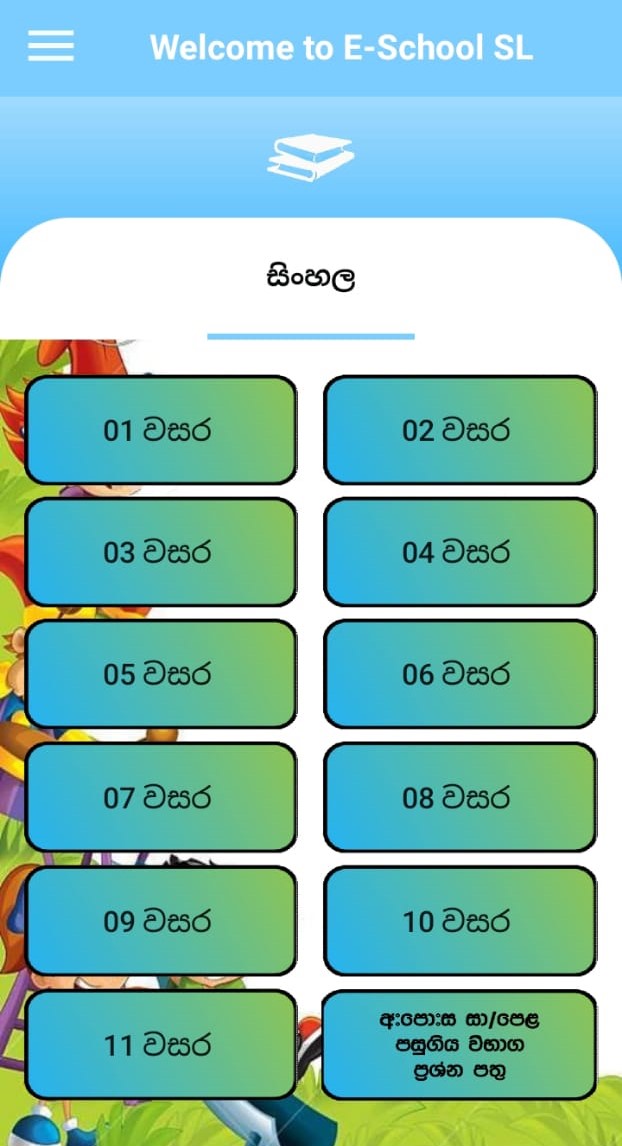 Welcome to E-School SL
සිංහල
01 වසර
02 වසර
03 වසර
04 වසර
05 වසර
06 වසර
07 වසර
08 වසර
09 වසර
10 වසර
11 වසර
අ:පො:ස සා/පෙළ
පසුගිය විභාග
ප්‍රශ්න පත්‍ර